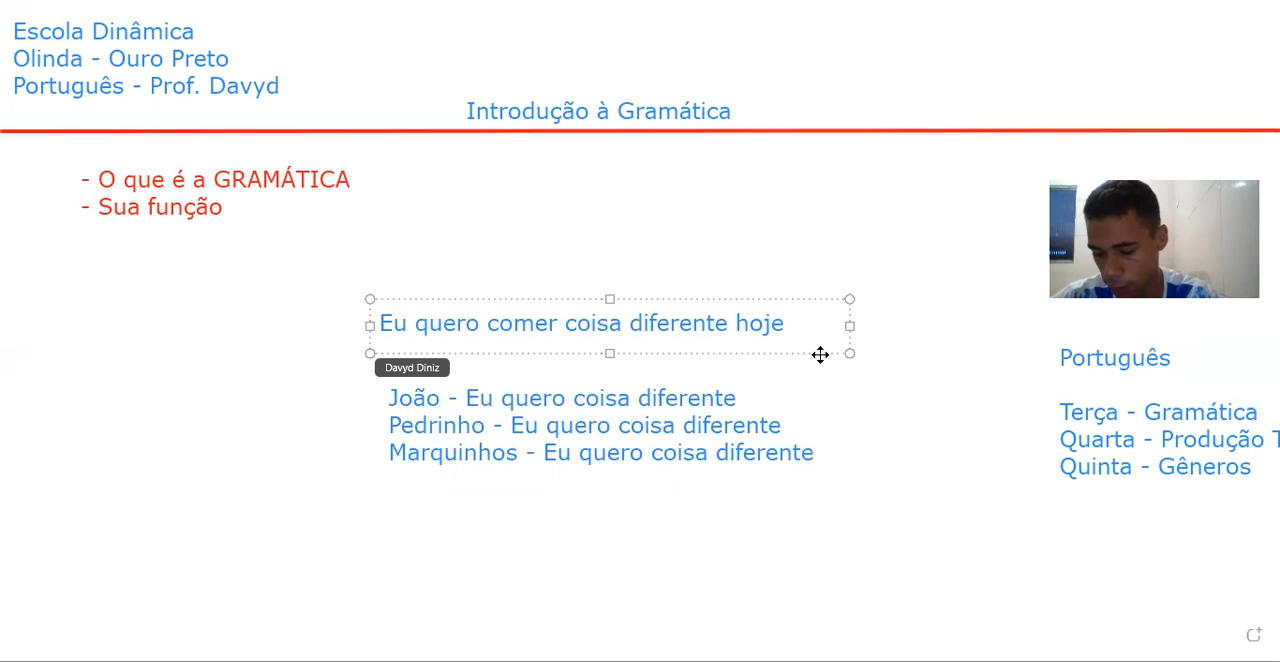 Escola Dinâmica
Olinda - Ouro Preto
Português - Prof. Davyd
Introdução à Gramática
- O que é a GRAMÁTICA
- Sua função
Eu quero comer coisa diferente hoje
Davyd Diniz
João - Eu quero coisa diferente
Pedrinho - Eu quero coisa diferente
Marquinhos - Eu quero coisa diferente
Português
Terça - Gramática
Quarta - Produção T
Quinta - Gêneros